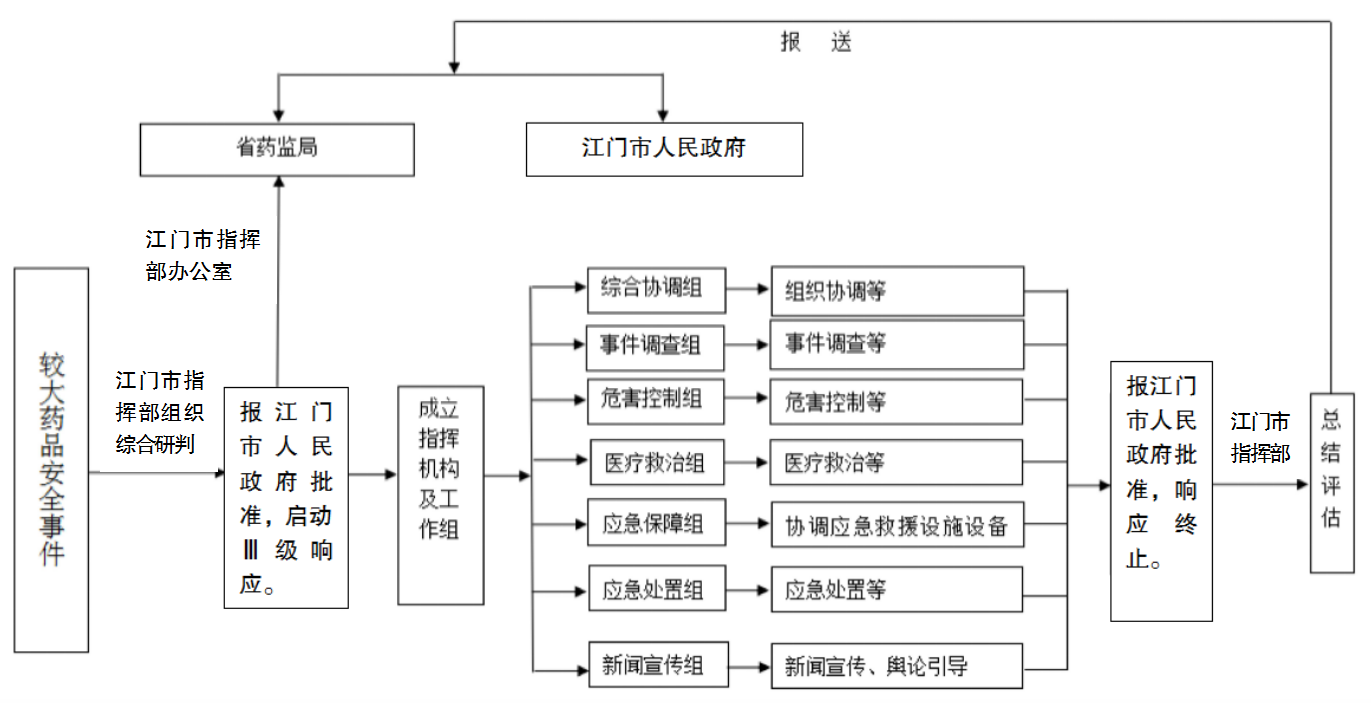 报 送
省药监局
江门市人民政府
江门市指挥
部办公室
较大药品安全事件
江门市指
挥部组织
综合研判
报江门
市人民
政府批
准，启动
Ⅲ级响
应。
成立
指挥
机构
及工
作组
综合协调组
组织协调等
事件调查组
事件调查等
危害控制组
危害控制等
医疗救治组
医疗救治等
应急保障组
协调应急救援设施设备
应急处置组
应急处置等
新闻宣传组
新闻宣传、舆论引导
报江门
市人民
政府批
准，响
应终
止。
江门市
指挥部
总结评估